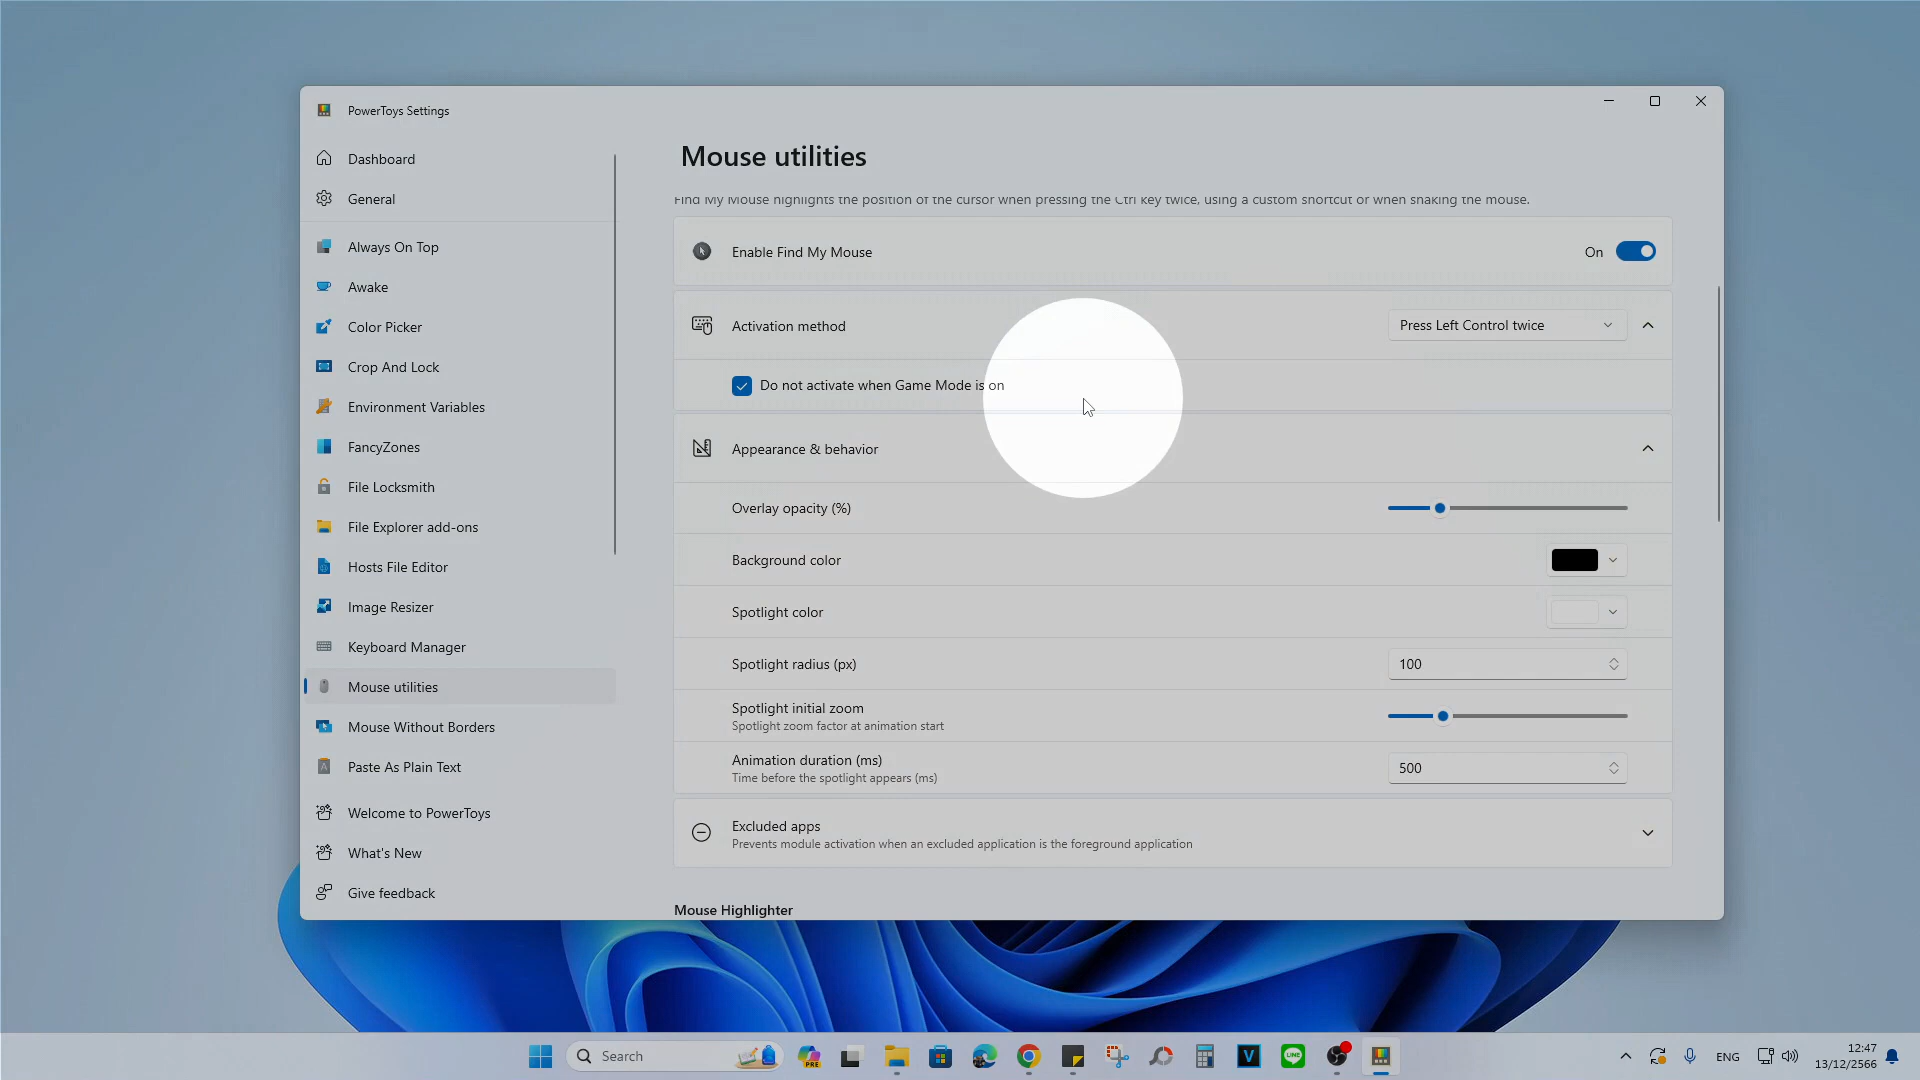 PowerToys Settings
Dashboard
General
Always On Top
Awake
Color Picker
Crop And Lock
Environment Variables
FancyZones
File Locksmith
File Explorer add-ons
Hosts File Editor
Image Resizer
Keyboard Manager
Mouse utilities
Mouse Without Borders
Paste As Plain Text
Welcome to PowerToys
What's New
Give feedback
Mouse utilities
Find My Mouse highlights the position of the cursor when pressing the Ctrl key twice, using a custom shortcut or when shaking the mouse.
Enable Find My Mouse
On
Activation method
Press Left Control twice
Do not activate when Game Mode is on
Appearance & behavior
Overlay opacity (%)
Background color
Spotlight color
Spotlight radius (px)
100
Spotlight initial zoom
Spotlight zoom factor at animation start
Animation duration (ms)
Time before the spotlight appears (ms)
500
Excluded apps
Prevents module activation when an excluded application is the foreground application
Mouse Highlighter
Search
PRE
V
LINE
ENG
12:47
13/12/2566